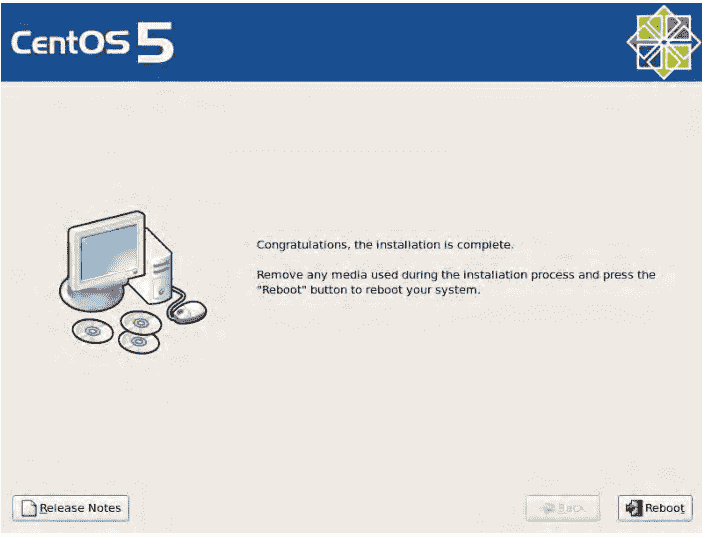 CentOS 5
Congratulations, the installation is complete.
Remove any media used during the installation process and press the
"Reboot" button to reboot your system.
Release Notes
Back
Reboot